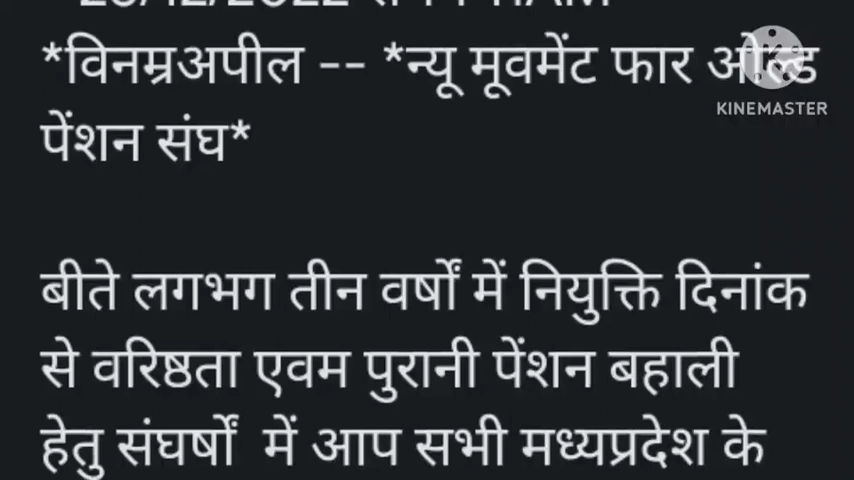 *विनम्रअपील -- *न्यू मूवमेंट फार ओल्ड
पेंशन संघ*
बीते लगभग तीन वर्षों में नियुक्ति दिनांक
से वरिष्ठता एवम पुरानी पेंशन बहाली
हेतु संघर्षों  में आप सभी मध्यप्रदेश के
KINEMASTER